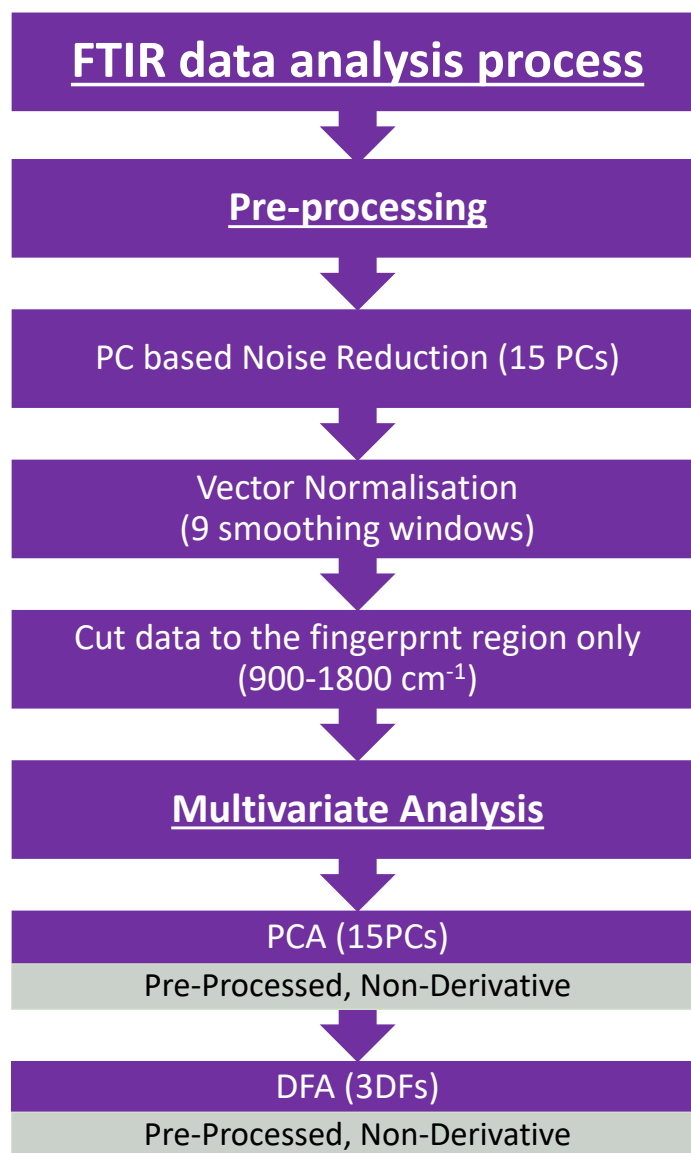 FTIR data analysis process
Pre-processing
PC based Noise Reduction (15 PCs)
Vector Normalisation
(9 smoothing windows)
Cut data to the fingerprnt region only
(900-1800 cm⁻¹)
Multivariate Analysis
PCA (15PCs)
Pre-Processed, Non-Derivative
DFA (3DFs)
Pre-Processed, Non-Derivative